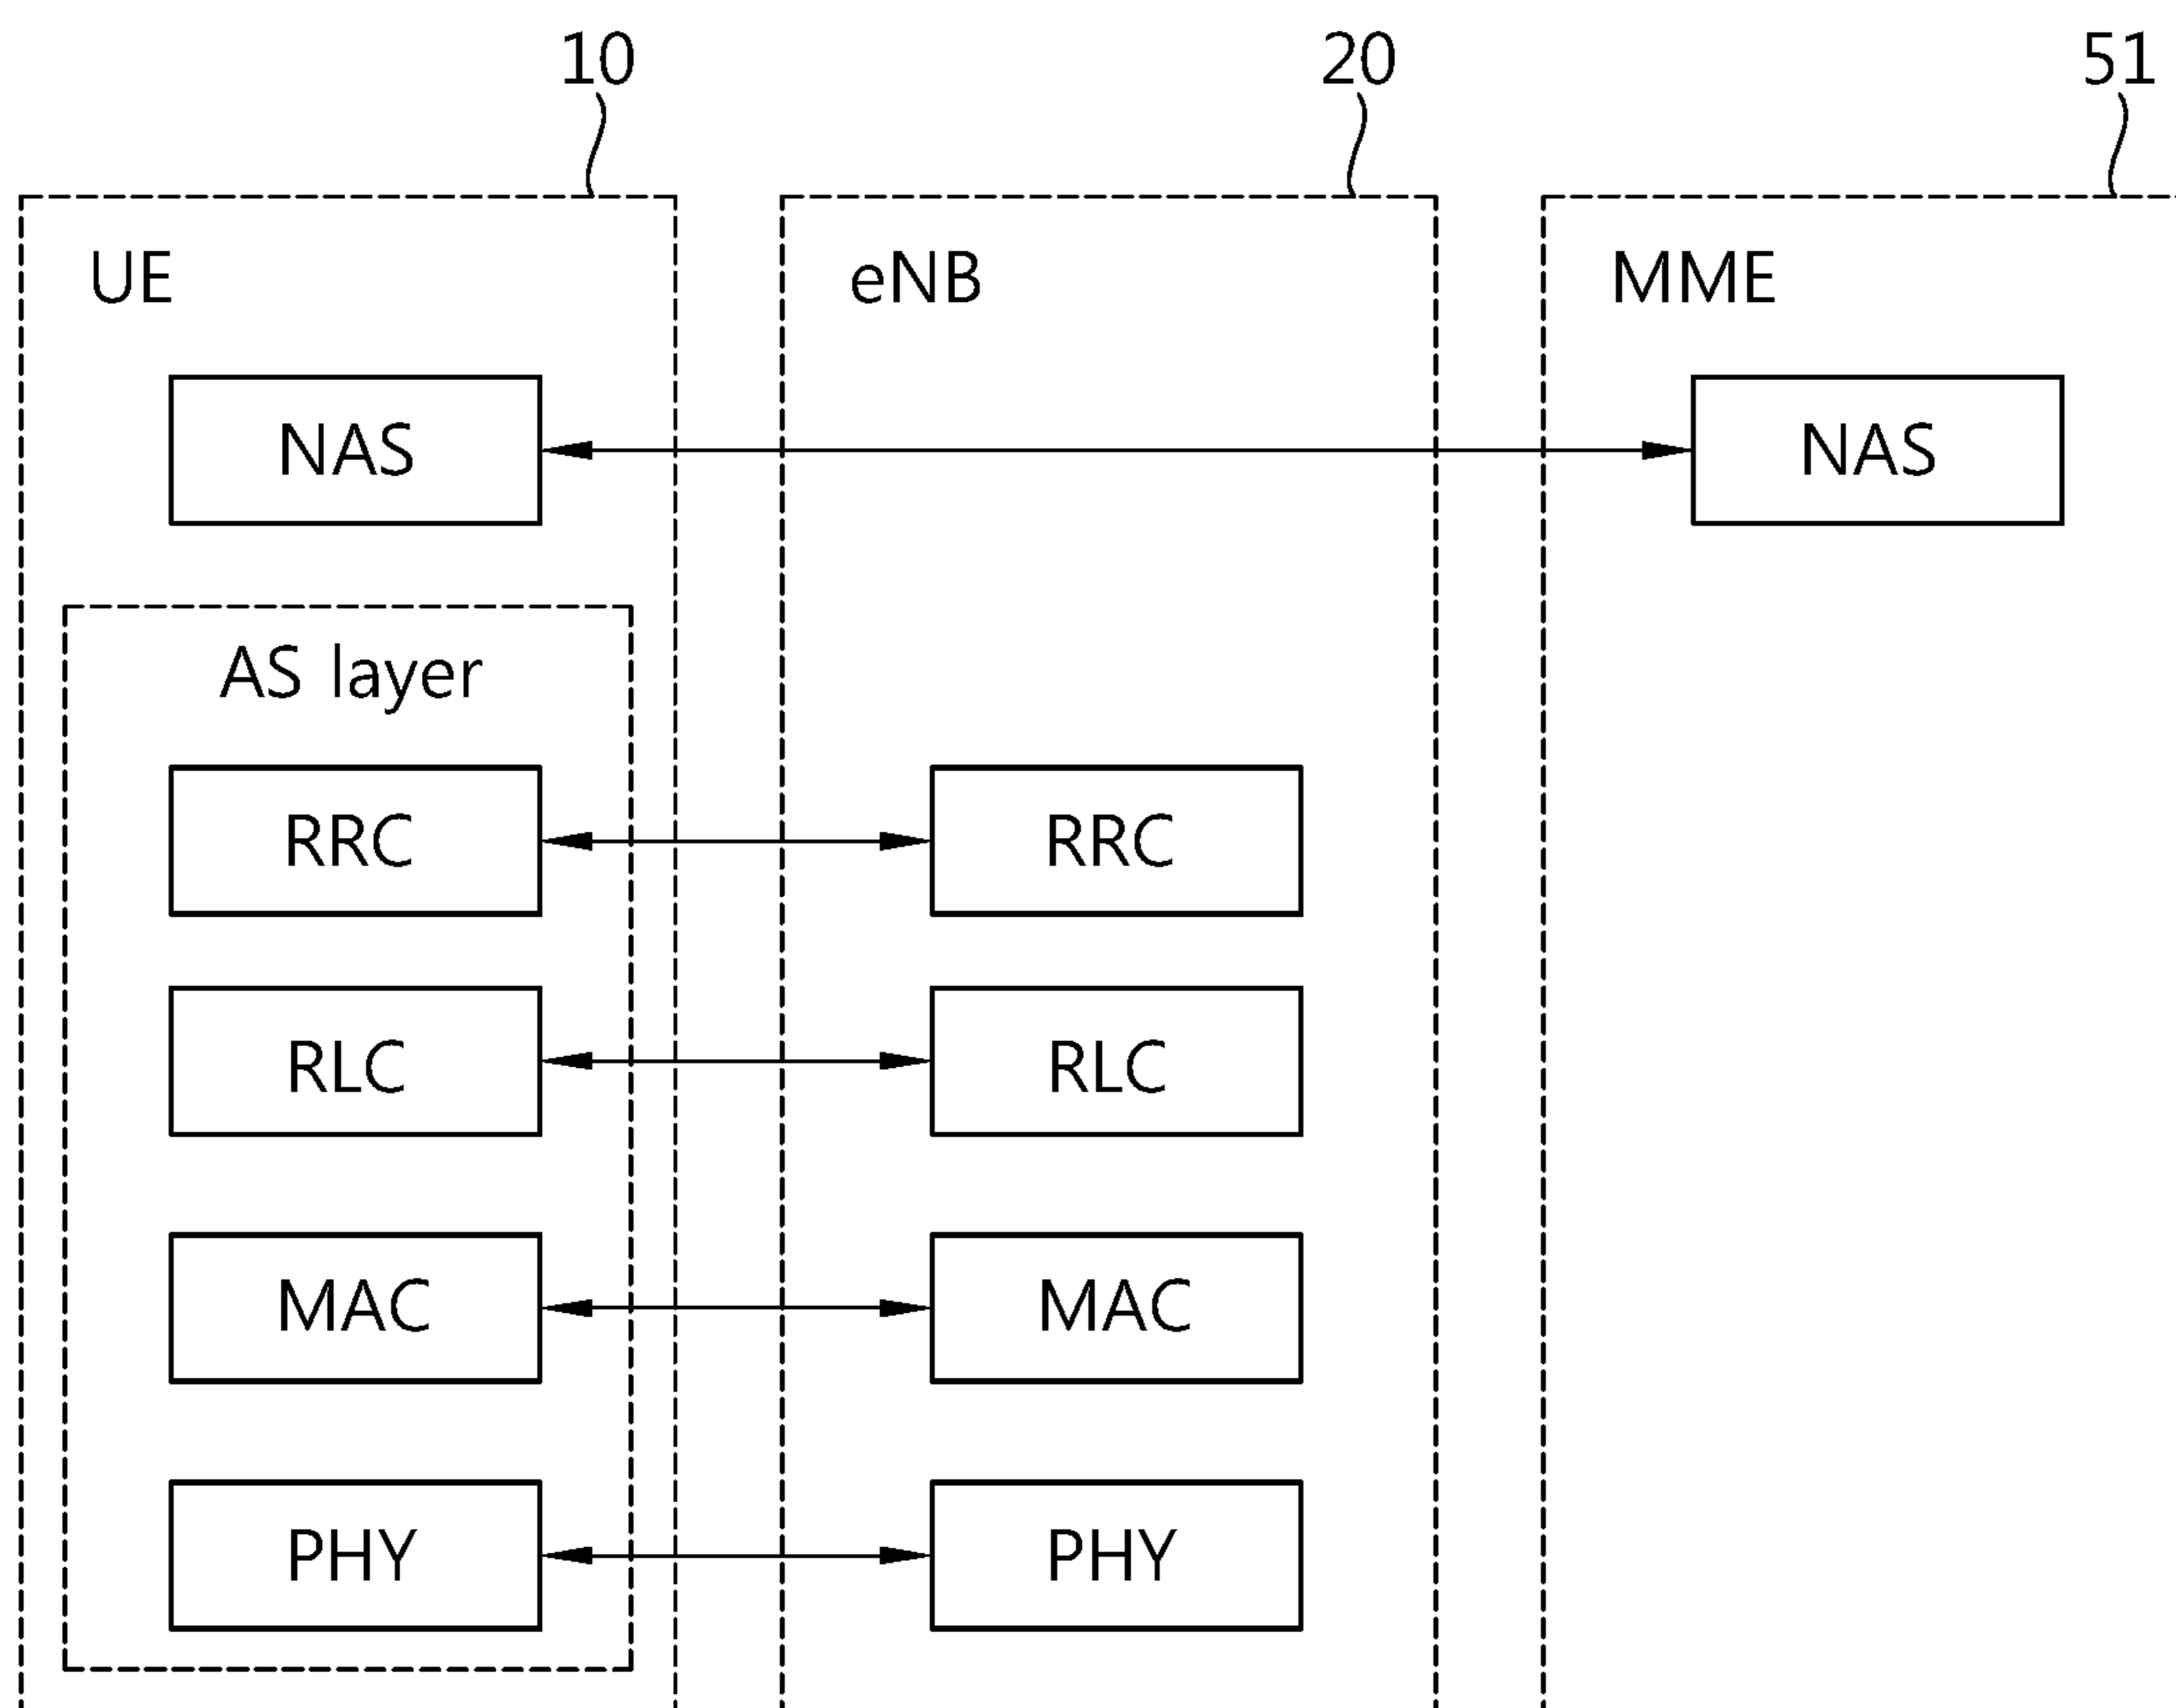 10 20 51
UE eNB MME
NAS NAS
AS layer
RRC RRC
RLC RLC
MAC MAC
PHY PHY